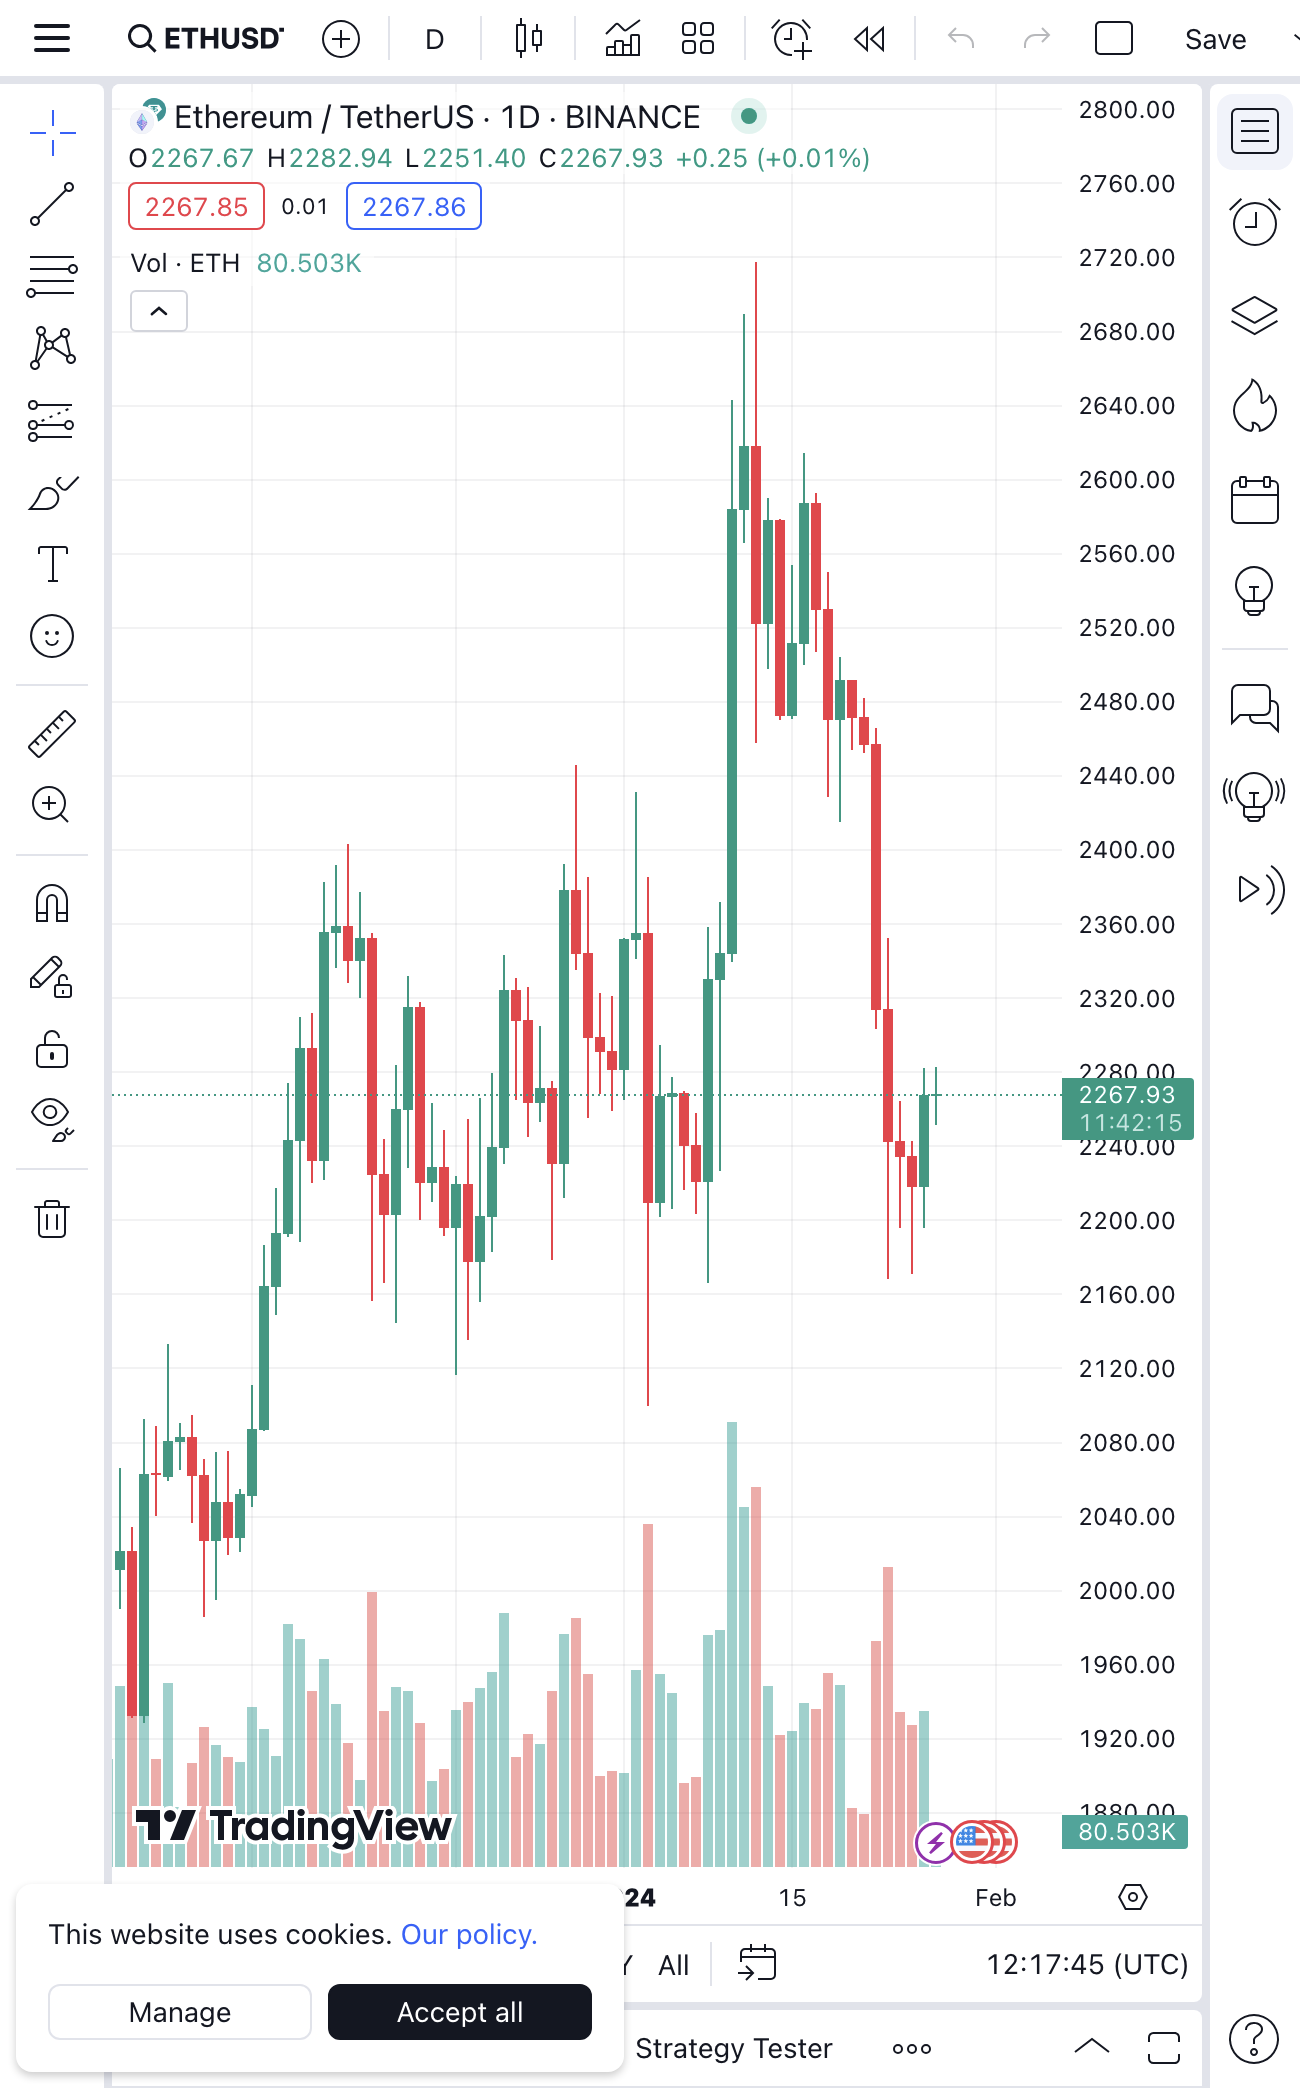 ETHUSDT
D
Save
Ethereum / TetherUS · 1D · BINANCE
O2267.67 H2282.94 L2251.40 C2267.93 +0.25 (+0.01%)
2267.85 0.01 2267.86
Vol · ETH 80.503K
2800.00
2760.00
2720.00
2680.00
2640.00
2600.00
2560.00
2520.00
2480.00
2440.00
2400.00
2360.00
2320.00
2280.00
2267.93
11:42:15
2240.00
2200.00
2160.00
2120.00
2080.00
2040.00
2000.00
1960.00
1920.00
1880.00
80.503K
TradingView
24 15 Feb
This website uses cookies. Our policy.
Manage Accept all
Y All 12:17:45 (UTC)
Strategy Tester